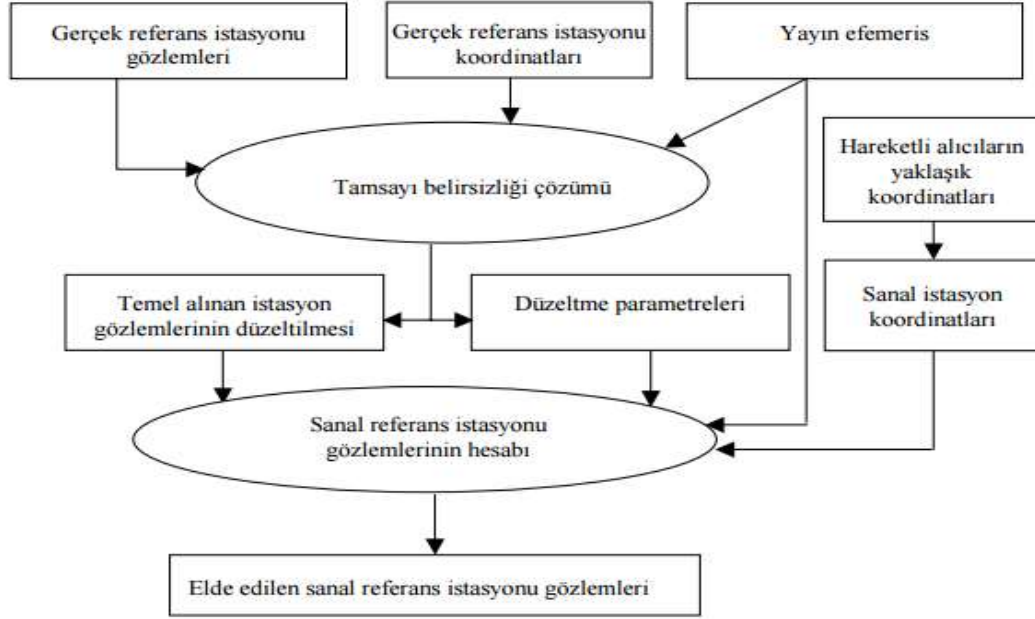 Gerçek referans istasyonu
gözlemleri
Gerçek referans istasyonu
koordinatları
Yayın efemeris
Hareketli alıcıların
yaklaşık
koordinatları
Tamsayı belirsizliği çözümü
Temel alınan istasyon
gözlemlerinin düzeltilmesi
Düzeltme parametreleri
Sanal istasyon
koordinatları
Sanal referans istasyonu
gözlemlerinin hesabı
Elde edilen sanal referans istasyonu gözlemleri